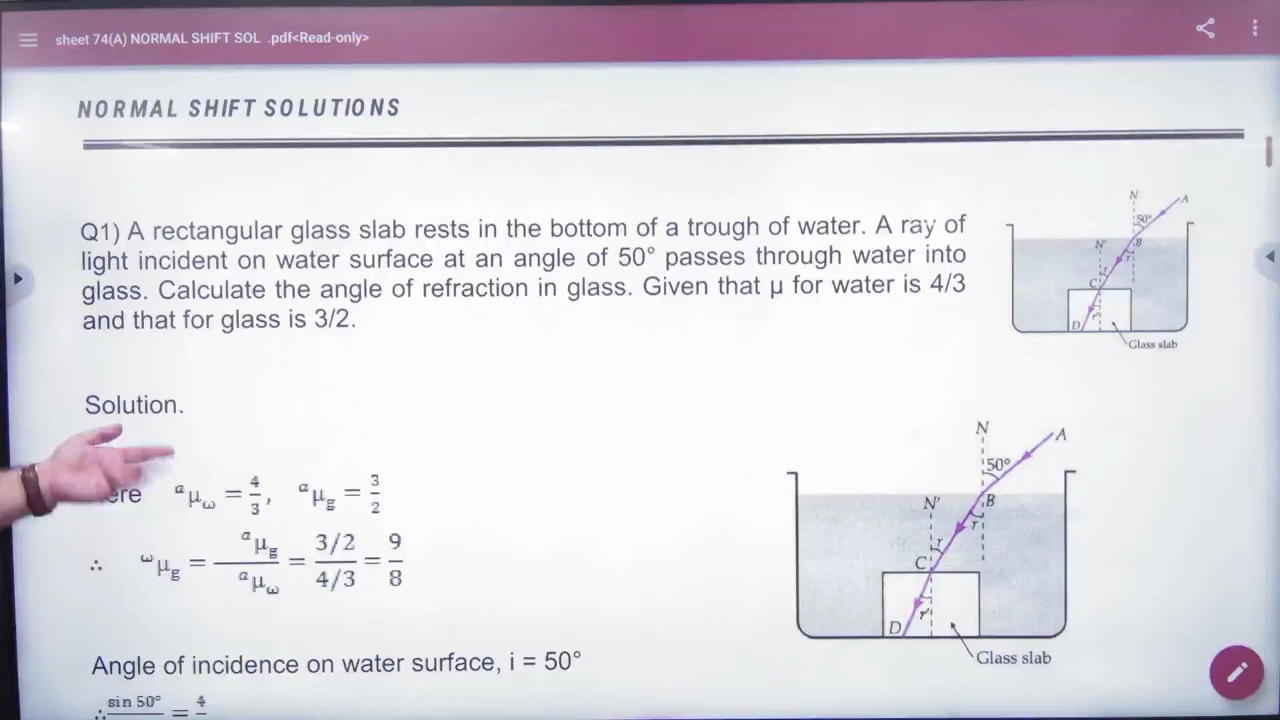 sheet 74(A) NORMAL SHIFT SOL .pdf<Read-only>
NORMAL SHIFT SOLUTIONS
Q1) A rectangular glass slab rests in the bottom of a trough of water. A ray of
light incident on water surface at an angle of 50° passes through water into
glass. Calculate the angle of refraction in glass. Given that μ for water is 4/3
and that for glass is 3/2.
N
A
50°
N'
B
r
r
C
r'
D
Glass slab
Solution.
ere ᵃμ_ω = 4/3, ᵃμ_g = 3/2
∴ ^ωμ_g = ᵃμ_g / ᵃμ_ω = 3/2 / 4/3 = 9/8
N
A
50°
N'
B
r
r
C
r'
D
Glass slab
Angle of incidence on water surface, i = 50°
∴ sin 50° = 4